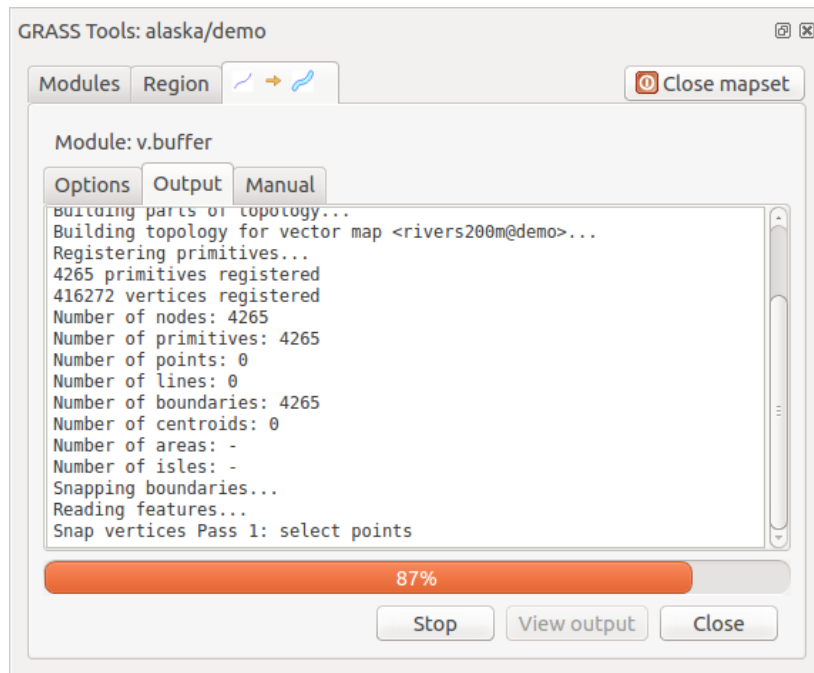 GRASS Tools: alaska/demo
Modules Region Close mapset
Module: v.buffer
Options Output Manual
Building parts of topology...
Building topology for vector map <rivers200m@demo>...
Registering primitives...
4265 primitives registered
416272 vertices registered
Number of nodes: 4265
Number of primitives: 4265
Number of points: 0
Number of lines: 0
Number of boundaries: 4265
Number of centroids: 0
Number of areas: -
Number of isles: -
Snapping boundaries...
Reading features...
Snap vertices Pass 1: select points
87%
Stop View output Close